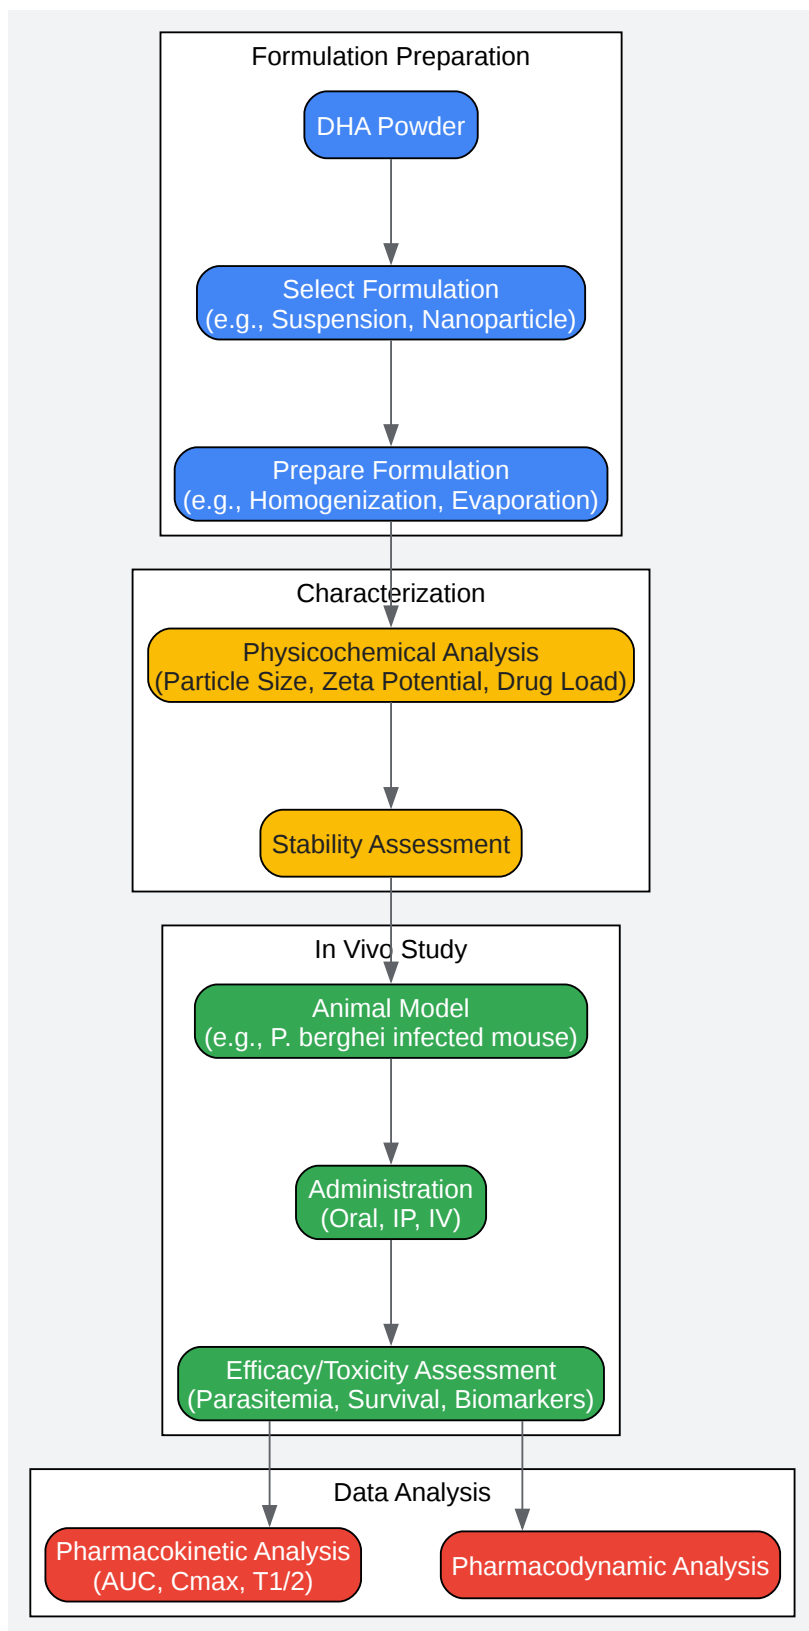 Formulation Preparation
DHA Powder
Select Formulation
(e.g., Suspension, Nanoparticle)
Prepare Formulation
(e.g., Homogenization, Evaporation)
Characterization
Physicochemical Analysis
(Particle Size, Zeta Potential, Drug Load)
Stability Assessment
In Vivo Study
Animal Model
(e.g., P. berghei infected mouse)
Administration
(Oral, IP, IV)
Efficacy/Toxicity Assessment
(Parasitemia, Survival, Biomarkers)
Data Analysis
Pharmacokinetic Analysis
(AUC, Cmax, T1/2)
Pharmacodynamic Analysis